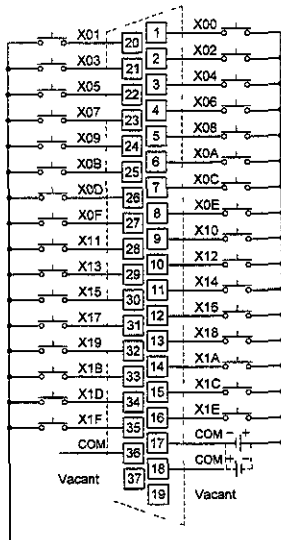 X01 20 1 X00
X03 21 2 X02
X05 22 3 X04
X07 23 4 X06
X09 24 5 X08
X0B 25 6 X0A
X0D 26 7 X0C
X0F 27 8 X0E
X11 28 9 X10
X13 29 10 X12
X15 30 11 X14
X17 31 12 X16
X19 32 13 X18
X1B 33 14 X1A
X1D 34 15 X1C
X1F 35 16 X1E
COM 36 17 COM + -
Vacant 37 18 COM + -
19 Vacant